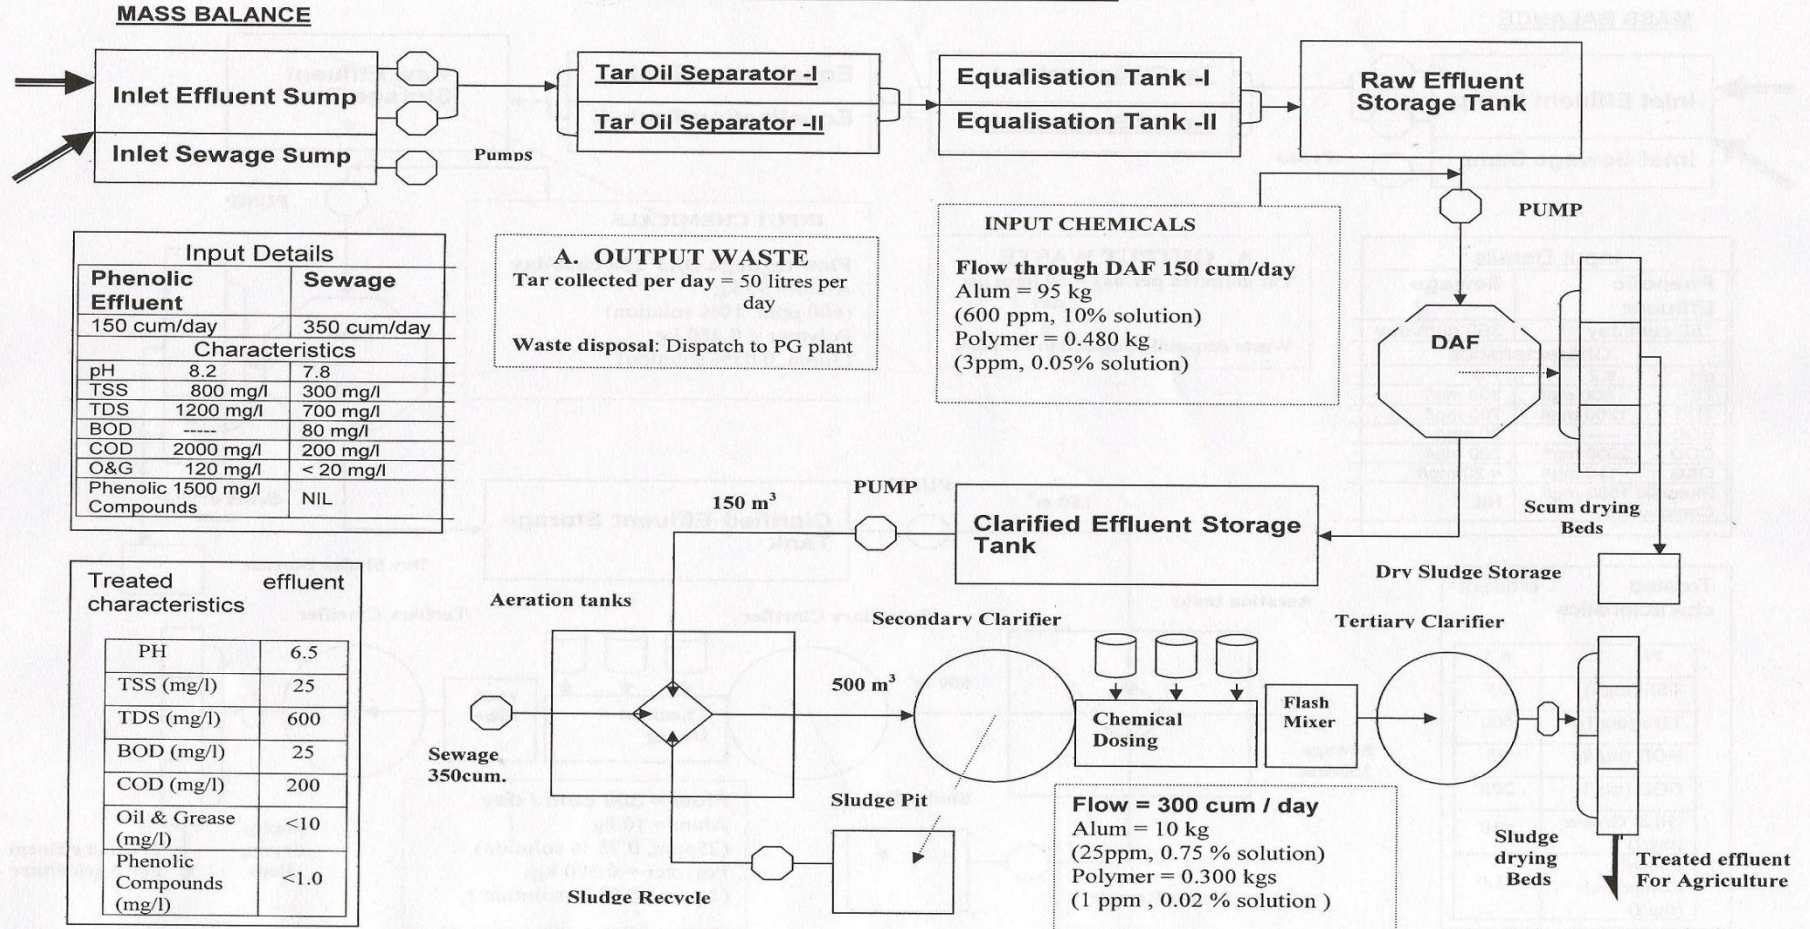 MASS BALANCE
Inlet Effluent Sump
Inlet Sewage Sump
Pumps
Tar Oil Separator -I
Tar Oil Separator -II
Equalisation Tank -I
Equalisation Tank -II
Raw Effluent
Storage Tank
PUMP
Input Details
Phenolic Sewage
Effluent
150 cum/day 350 cum/day
Characteristics
pH 8.2 7.8
TSS 800 mg/l 300 mg/l
TDS 1200 mg/l 700 mg/l
BOD ----- 80 mg/l
COD 2000 mg/l 200 mg/l
O&G 120 mg/l < 20 mg/l
Phenolic 1500 mg/l NIL
Compounds
A. OUTPUT WASTE
Tar collected per day = 50 litres per
day
Waste disposal: Dispatch to PG plant
INPUT CHEMICALS
Flow through DAF 150 cum/day
Alum = 95 kg
(600 ppm, 10% solution)
Polymer = 0.480 kg
(3ppm, 0.05% solution)
DAF
Scum drying
Beds
150 m³
PUMP
Clarified Effluent Storage
Tank
Dry Sludge Storage
Treated effluent
characteristics
PH 6.5
TSS (mg/l) 25
TDS (mg/l) 600
BOD (mg/l) 25
COD (mg/l) 200
Oil & Grease <10
(mg/l)
Phenolic
Compounds <1.0
(mg/l)
Aeration tanks
Secondary Clarifier
Tertiary Clarifier
500 m³
Sewage
350cum.
Chemical
Dosing
Flash
Mixer
Sludge Pit
Sludge Recycle
Flow = 300 cum / day
Alum = 10 kg
(25ppm, 0.75 % solution)
Polymer = 0.300 kgs
(1 ppm , 0.02 % solution )
Sludge
drying
Beds
Treated effluent
For Agriculture